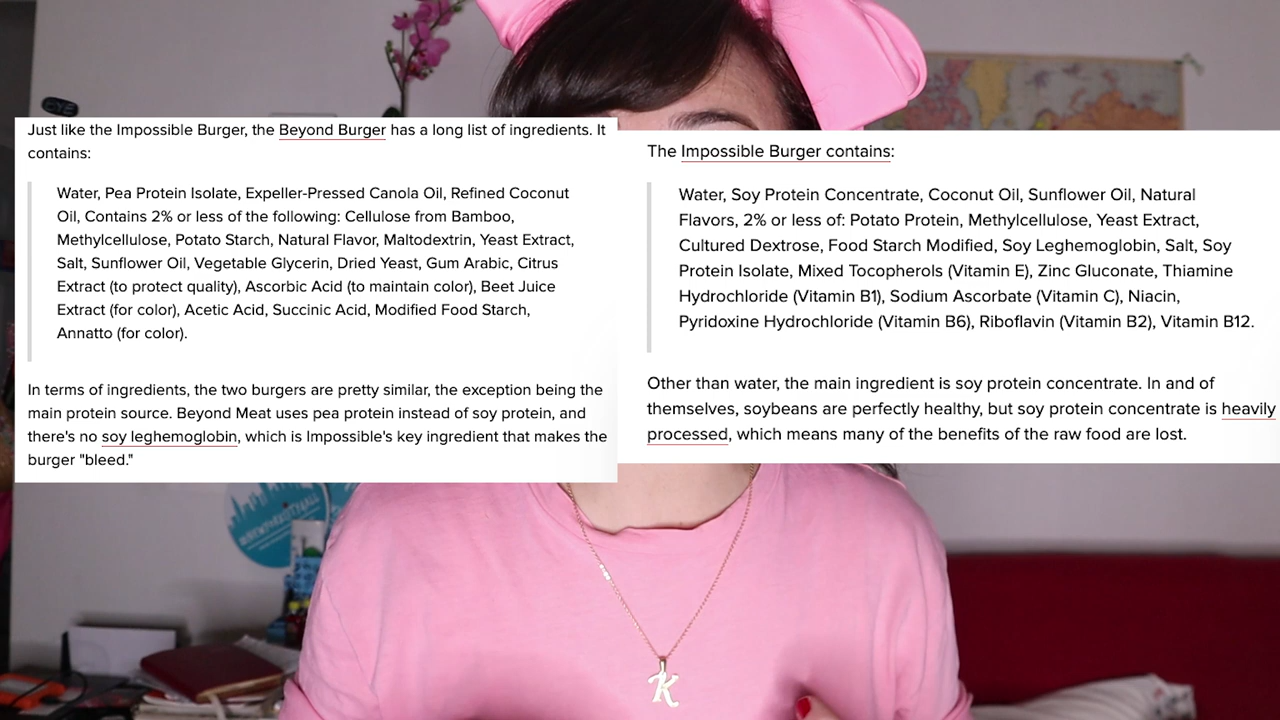 Just like the Impossible Burger, the Beyond Burger has a long list of ingredients. It
contains:
Water, Pea Protein Isolate, Expeller-Pressed Canola Oil, Refined Coconut
Oil, Contains 2% or less of the following: Cellulose from Bamboo,
Methylcellulose, Potato Starch, Natural Flavor, Maltodextrin, Yeast Extract,
Salt, Sunflower Oil, Vegetable Glycerin, Dried Yeast, Gum Arabic, Citrus
Extract (to protect quality), Ascorbic Acid (to maintain color), Beet Juice
Extract (for color), Acetic Acid, Succinic Acid, Modified Food Starch,
Annatto (for color).
In terms of ingredients, the two burgers are pretty similar, the exception being the
main protein source. Beyond Meat uses pea protein instead of soy protein, and
there's no soy leghemoglobin, which is Impossible's key ingredient that makes the
burger "bleed."
The Impossible Burger contains:
Water, Soy Protein Concentrate, Coconut Oil, Sunflower Oil, Natural
Flavors, 2% or less of: Potato Protein, Methylcellulose, Yeast Extract,
Cultured Dextrose, Food Starch Modified, Soy Leghemoglobin, Salt, Soy
Protein Isolate, Mixed Tocopherols (Vitamin E), Zinc Gluconate, Thiamine
Hydrochloride (Vitamin B1), Sodium Ascorbate (Vitamin C), Niacin,
Pyridoxine Hydrochloride (Vitamin B6), Riboflavin (Vitamin B2), Vitamin B12.
Other than water, the main ingredient is soy protein concentrate. In and of
themselves, soybeans are perfectly healthy, but soy protein concentrate is heavily
processed, which means many of the benefits of the raw food are lost.
K